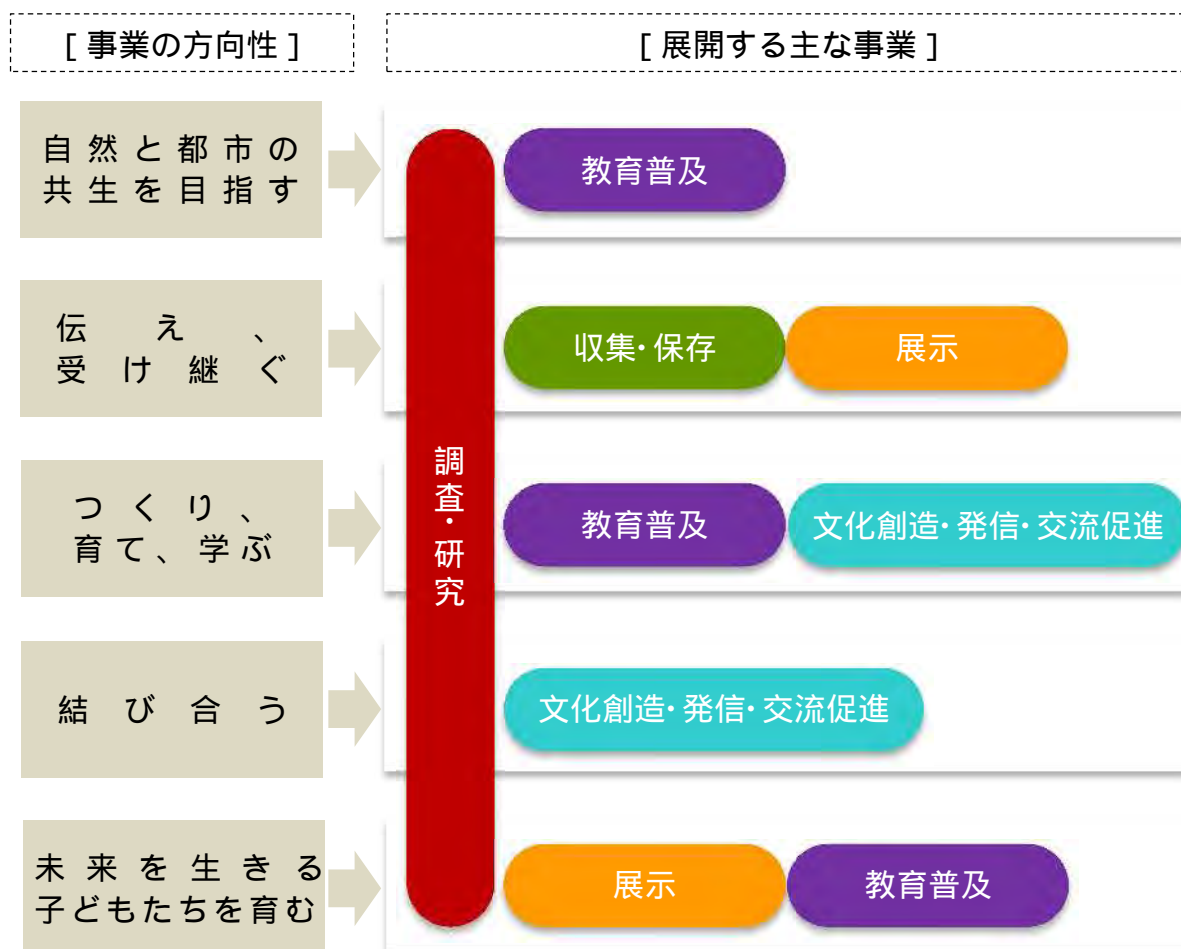 [ 事業の方向性 ]
[ 展開する主な事業 ]
自然と都市の
共生を目指す
教育普及
伝え、
受け継ぐ
収集・保存
展示
調査・研究
つくり、
育て、学ぶ
教育普及
文化創造・発信・交流促進
結び合う
文化創造・発信・交流促進
未来を生きる
子どもたちを育む
展示
教育普及